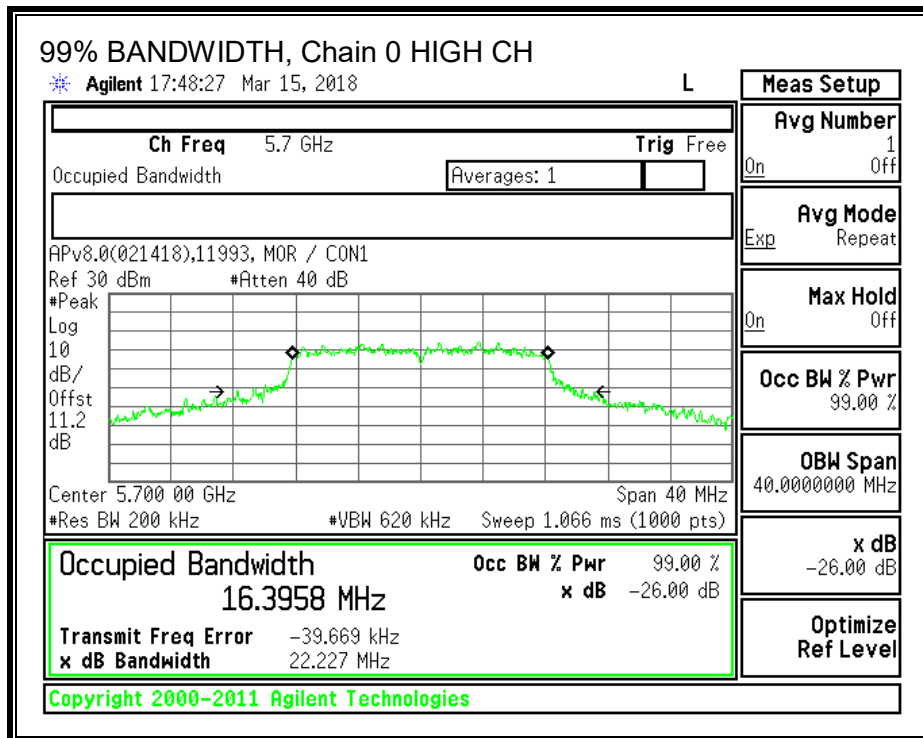 99% BANDWIDTH, Chain 0 HIGH CH
Agilent 17:48:27 Mar 15, 2018 L
Ch Freq 5.7 GHz Trig Free
Occupied Bandwidth Averages: 1
APv8.0(021418),11993, MOR / CON1
Ref 30 dBm #Atten 40 dB
#Peak
Log
10
dB/
Offst
11.2
dB
Center 5.700 00 GHz Span 40 MHz
#Res BW 200 kHz #VBW 620 kHz Sweep 1.066 ms (1000 pts)
Occupied Bandwidth Occ BW % Pwr 99.00 %
16.3958 MHz x dB -26.00 dB
Transmit Freq Error -39.669 kHz
x dB Bandwidth 22.227 MHz
Copyright 2000-2011 Agilent Technologies
Meas Setup
Avg Number
1
On Off
Avg Mode
Exp Repeat
Max Hold
On Off
Occ BW % Pwr
99.00 %
OBW Span
40.0000000 MHz
x dB
-26.00 dB
Optimize
Ref Level